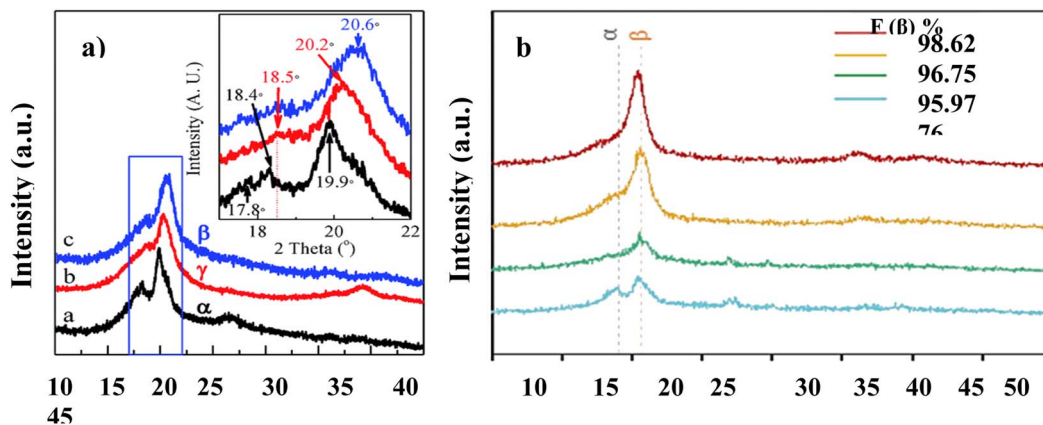 a)
Intensity (a.u.)
c
b
a
β
γ
α
10 15 20 25 30 35 40
45
Intensity (A. U.)
20.6°
20.2°
18.5°
18.4°
19.9°
17.8°
18 20 22
2 Theta (°)
b
Intensity (a.u.)
α
β
F (β) %
98.62
96.75
95.97
76
10 15 20 25 30 35 40 45 50